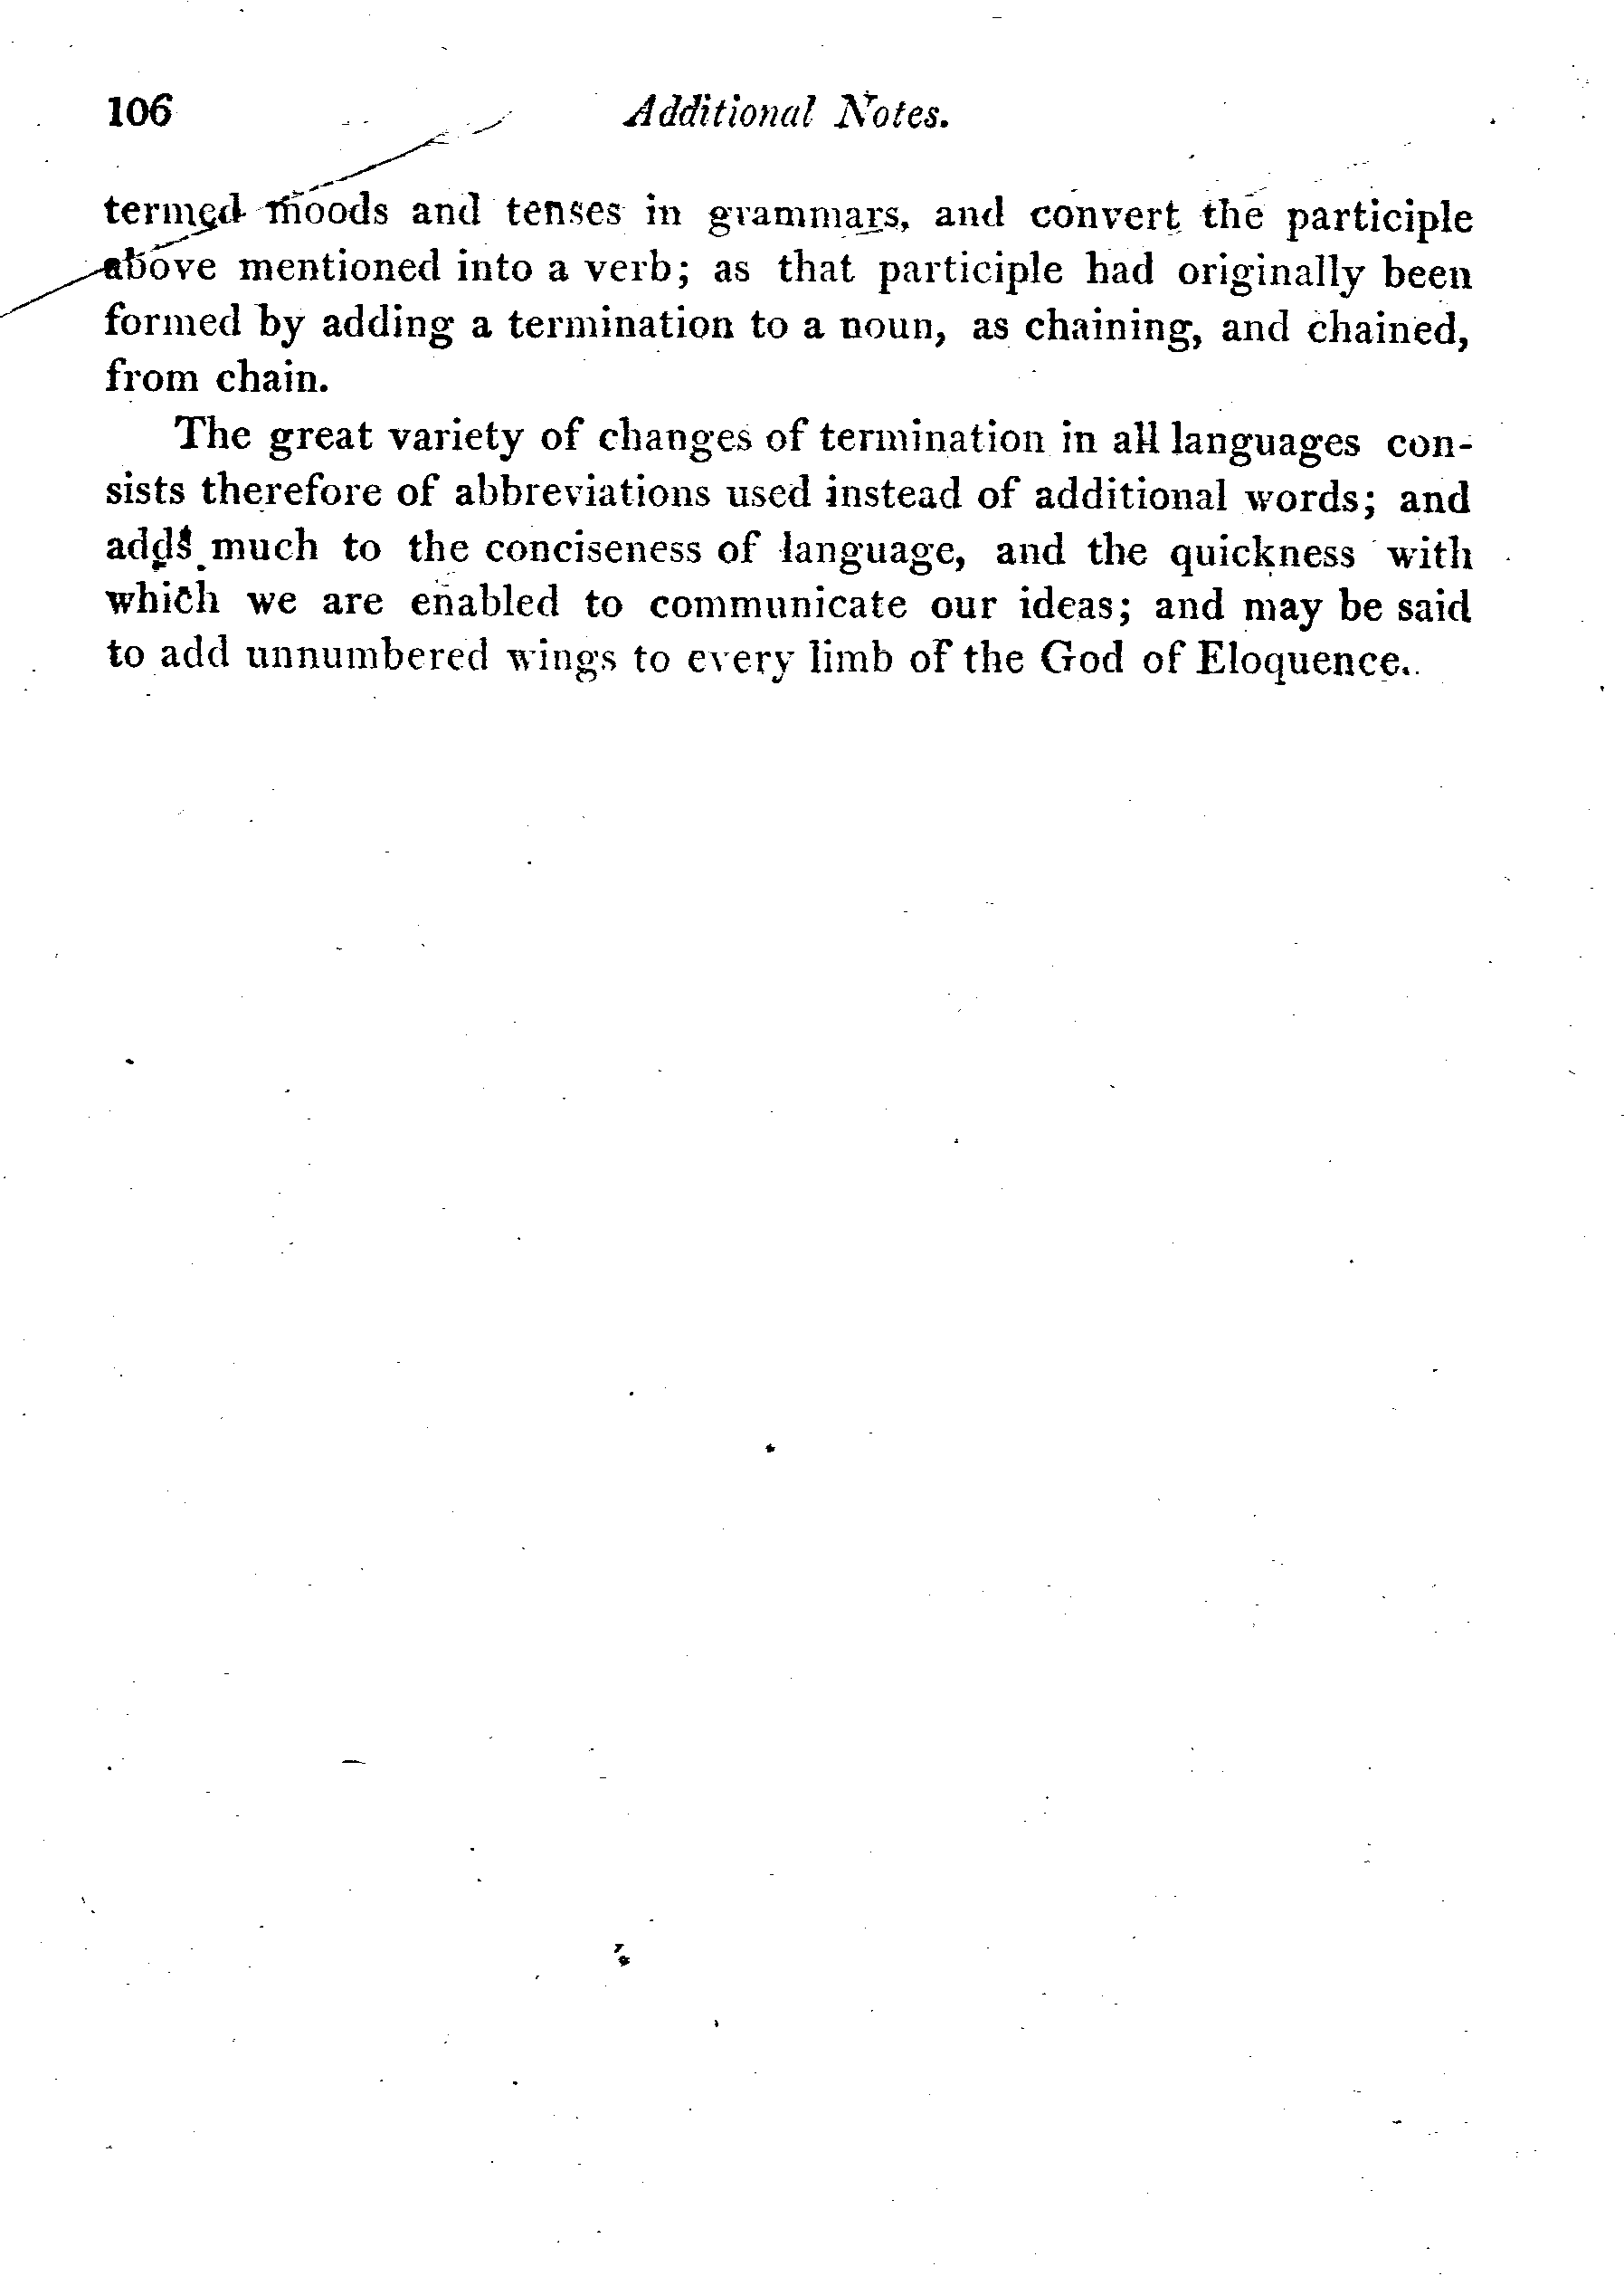 106 Additional Notes.
termed moods and tenses in grammars, and convert the participle
above mentioned into a verb; as that participle had originally been
formed by adding a termination to a noun, as chaining, and chained,
from chain.
The great variety of changes of termination in all languages con-
sists therefore of abbreviations used instead of additional words; and
adds much to the conciseness of language, and the quickness with
which we are enabled to communicate our ideas; and may be said
to add unnumbered wings to every limb of the God of Eloquence.